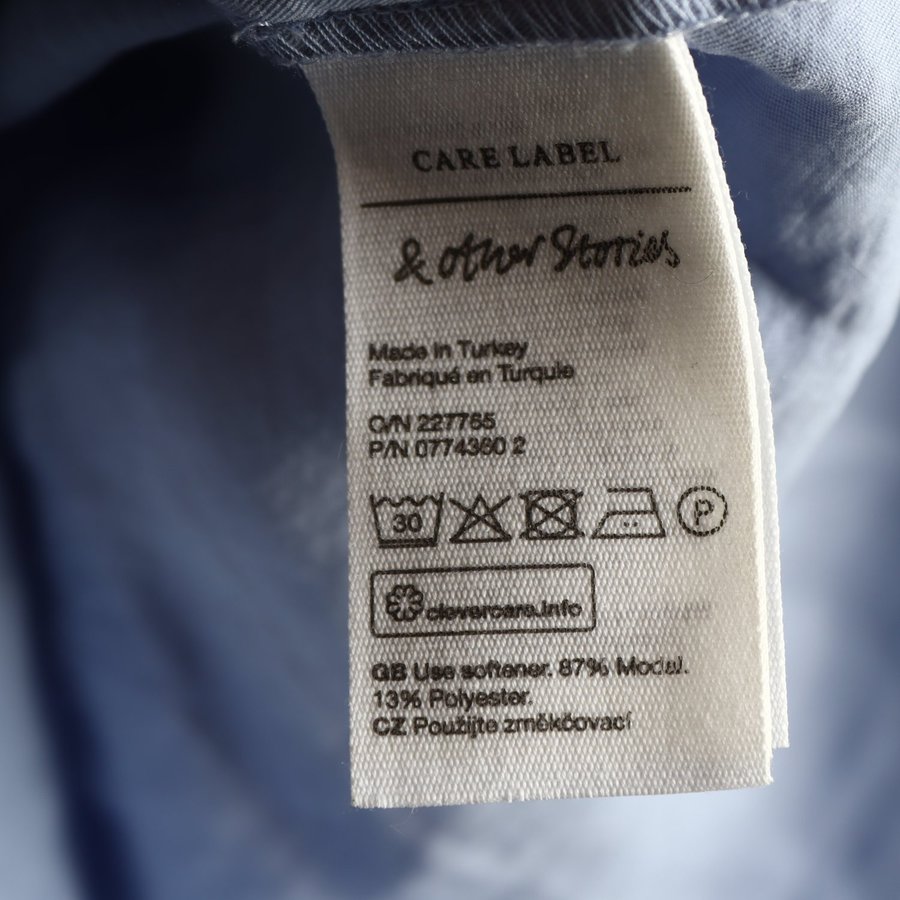 CARE LABEL
& other Stories
Made in Turkey
Fabriqué en Turquie
O/N 227765
P/N 0774360 2
30 P
clevercare.info
GB Use softener. 87% Modal.
13% Polyester.
CZ Použijte změkčovací